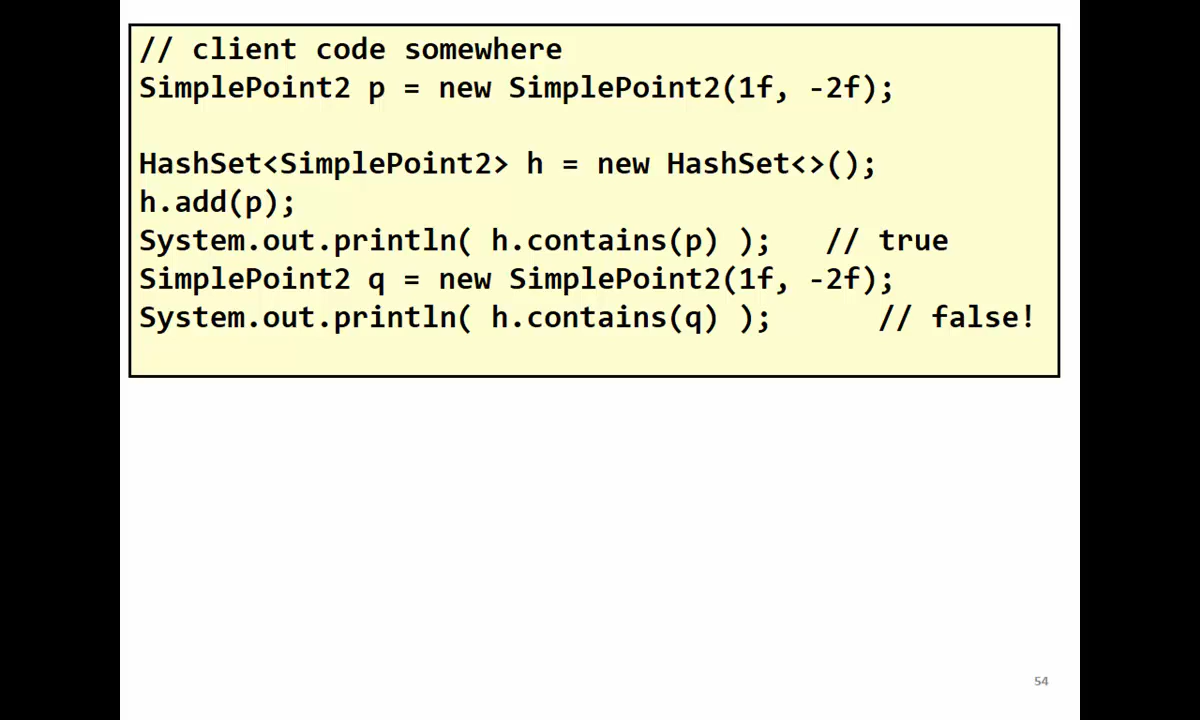 // client code somewhere
SimplePoint2 p = new SimplePoint2(1f, -2f);
HashSet<SimplePoint2> h = new HashSet<>();
h.add(p);
System.out.println( h.contains(p) );   // true
SimplePoint2 q = new SimplePoint2(1f, -2f);
System.out.println( h.contains(q) );      // false!
54